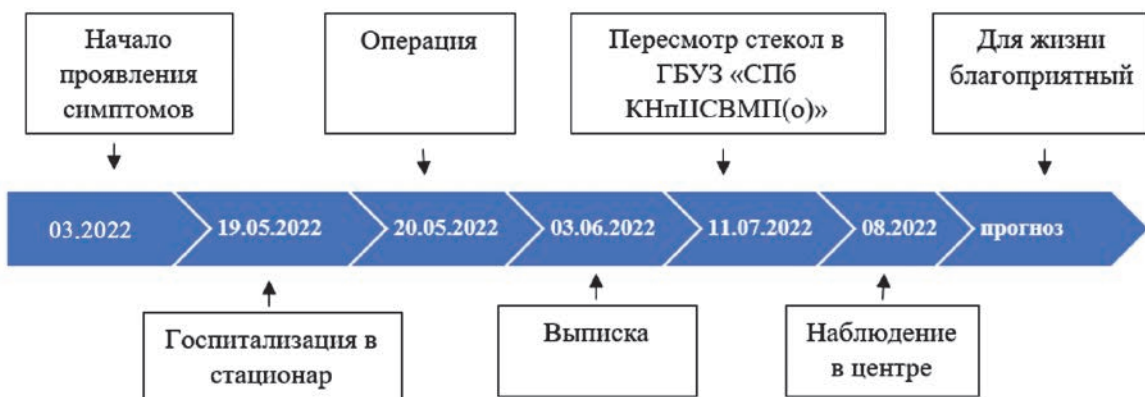 Начало
проявления
симптомов
Операция
Пересмотр стекол в
ГБУЗ «СПб
КНпЦСВМП(о)»
Для жизни
благоприятный
03.2022
19.05.2022
20.05.2022
03.06.2022
11.07.2022
08.2022
прогноз
Госпитализация в
стационар
Выписка
Наблюдение
в центре